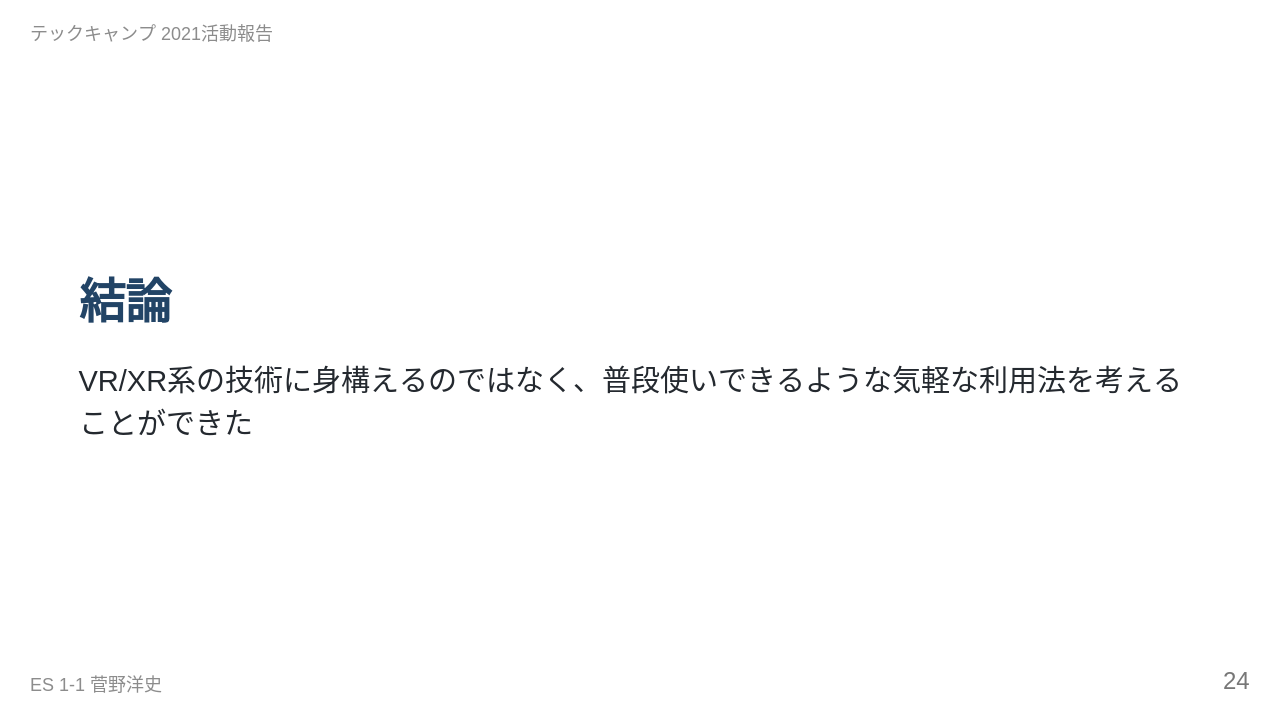 テックキャンプ 2021活動報告
結論
VR/XR系の技術に身構えるのではなく、普段使いできるような気軽な利用法を考える
ことができた
ES 1-1 菅野洋史
24